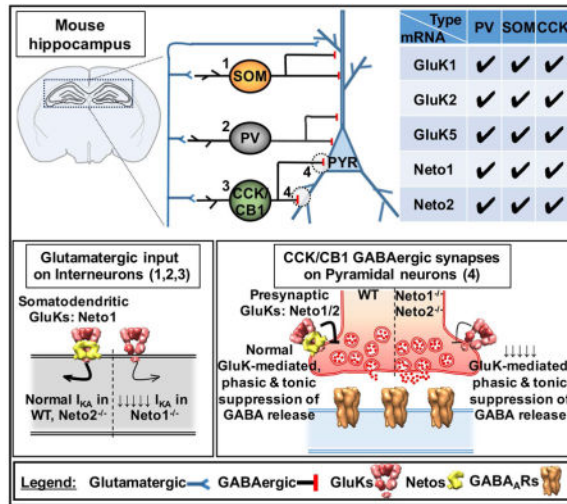 Mouse
hippocampus
1
SOM
2
PV
3
CCK/
CB1
4
4
PYR
Type
mRNA
PV
SOM
CCK
GluK1 ✔ ✔ ✔
GluK2 ✔ ✔ ✔
GluK5 ✔ ✔ ✔
Neto1 ✔ ✔ ✔
Neto2 ✔ ✔ ✔
Glutamatergic input
on Interneurons (1,2,3)
Somatodendritic
GluKs: Neto1
Normal I_KA in
WT, Neto2⁻/⁻
↓↓↓↓↓ I_KA in
Neto1⁻/⁻
CCK/CB1 GABAergic synapses
on Pyramidal neurons (4)
Presynaptic
GluKs: Neto1/2
WT
Neto1⁻/⁻
Neto2⁻/⁻
Normal
GluK-mediated,
phasic & tonic
suppression of
GABA release
↓↓↓↓↓
GluK-mediated,
phasic & tonic
suppression of
GABA release
Legend: Glutamatergic GABAergic GluKs Netos GABA_ARs